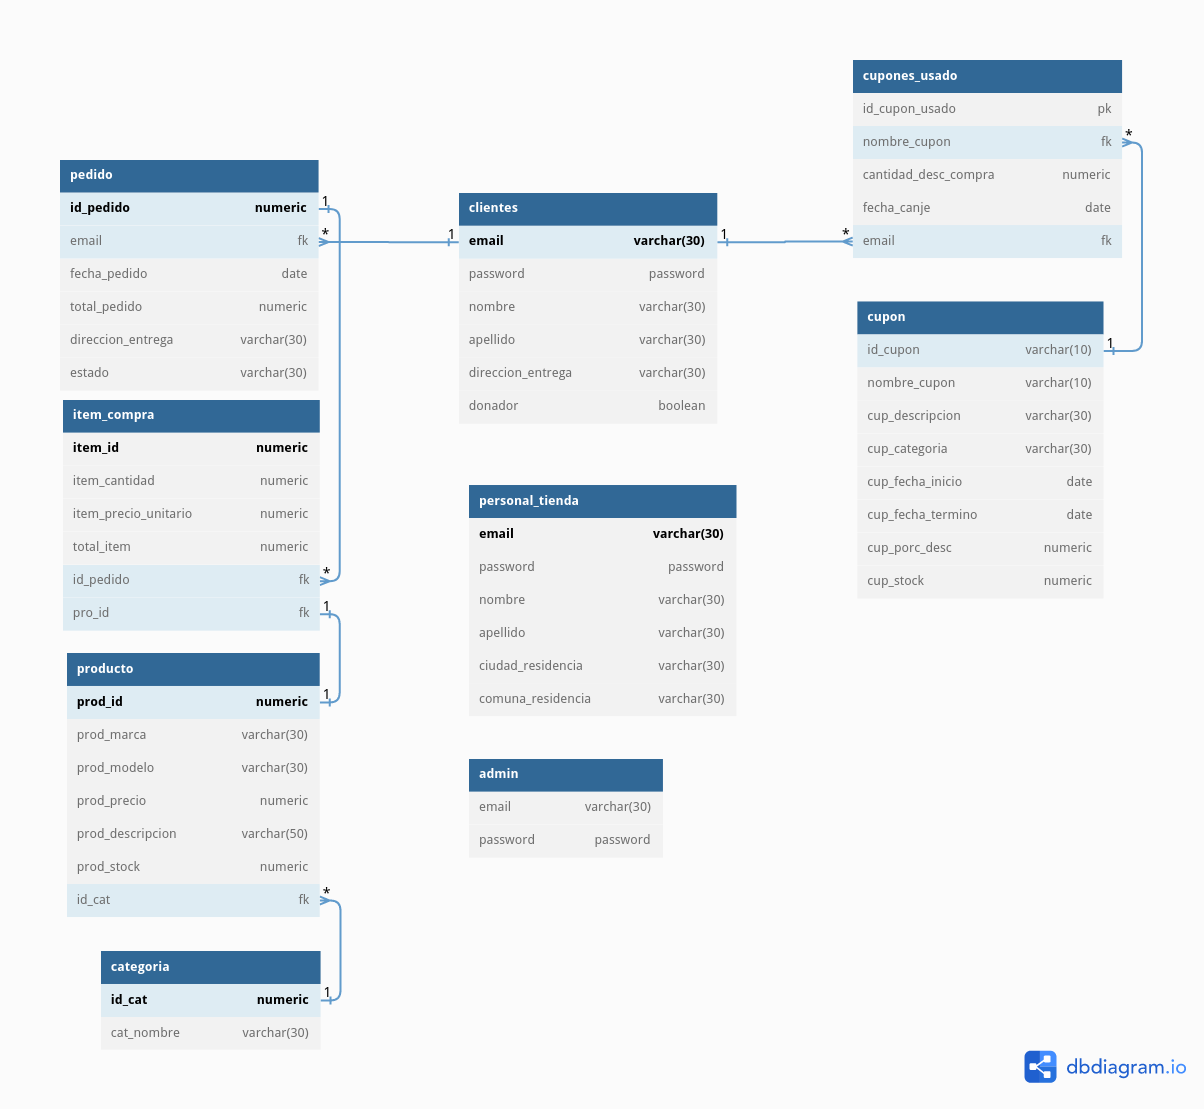 pedido
id_pedido numeric
email fk
fecha_pedido date
total_pedido numeric
direccion_entrega varchar(30)
estado varchar(30)
1
*
item_compra
item_id numeric
item_cantidad numeric
item_precio_unitario numeric
total_item numeric
id_pedido fk
pro_id fk
*
1
producto
prod_id numeric
prod_marca varchar(30)
prod_modelo varchar(30)
prod_precio numeric
prod_descripcion varchar(50)
prod_stock numeric
id_cat fk
1
*
categoria
id_cat numeric
cat_nombre varchar(30)
1
clientes
1 email varchar(30) 1
password password
nombre varchar(30)
apellido varchar(30)
direccion_entrega varchar(30)
donador boolean
personal_tienda
email varchar(30)
password password
nombre varchar(30)
apellido varchar(30)
ciudad_residencia varchar(30)
comuna_residencia varchar(30)
admin
email varchar(30)
password password
cupones_usado
id_cupon_usado pk
nombre_cupon fk
cantidad_desc_compra numeric
fecha_canje date
email fk
*
*
cupon
id_cupon varchar(10)
nombre_cupon varchar(10)
cup_descripcion varchar(30)
cup_categoria varchar(30)
cup_fecha_inicio date
cup_fecha_termino date
cup_porc_desc numeric
cup_stock numeric
1
dbdiagram.io